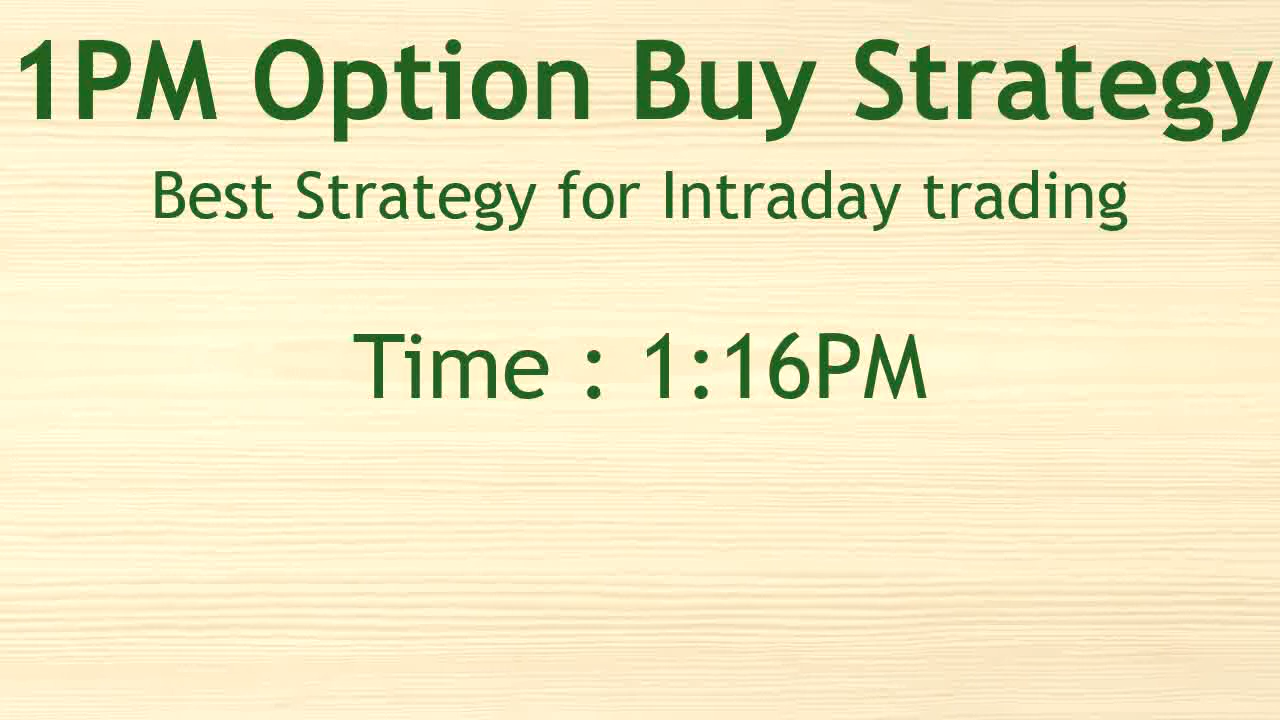 1PM Option Buy Strategy
Best Strategy for Intraday trading
Time : 1:16PM